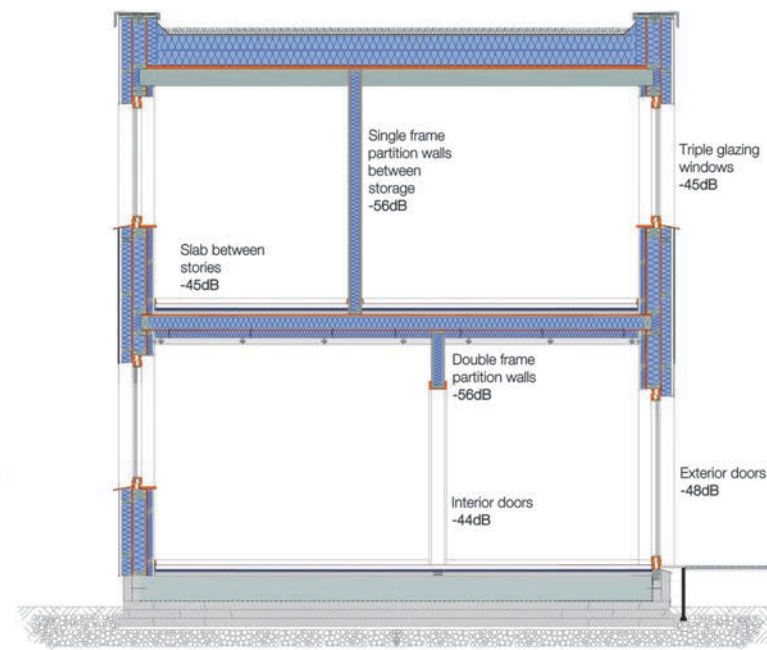 Single frame
partition walls
between
storage
-56dB
Triple glazing
windows
-45dB
Slab between
stories
-45dB
Double frame
partition walls
-56dB
Interior doors
-44dB
Exterior doors
-48dB